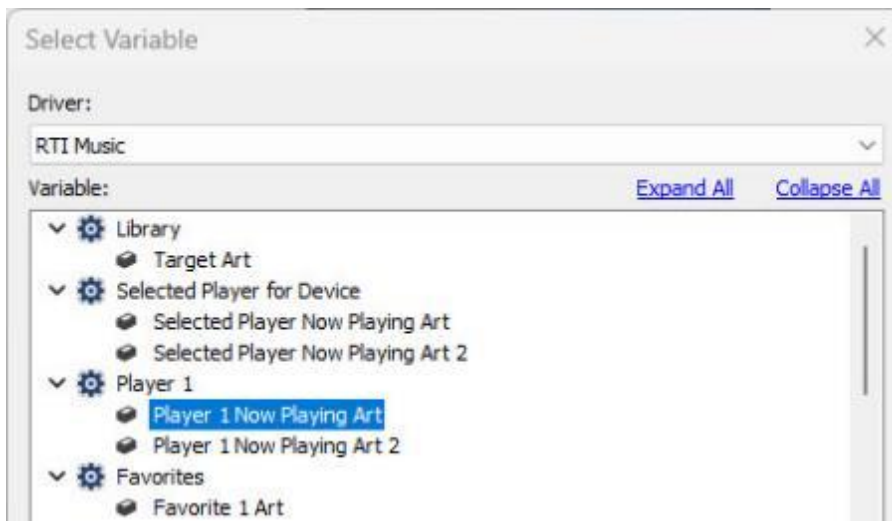 Select Variable
Driver:
RTI Music
Variable: Expand All Collapse All
Library
Target Art
Selected Player for Device
Selected Player Now Playing Art
Selected Player Now Playing Art 2
Player 1
Player 1 Now Playing Art
Player 1 Now Playing Art 2
Favorites
Favorite 1 Art